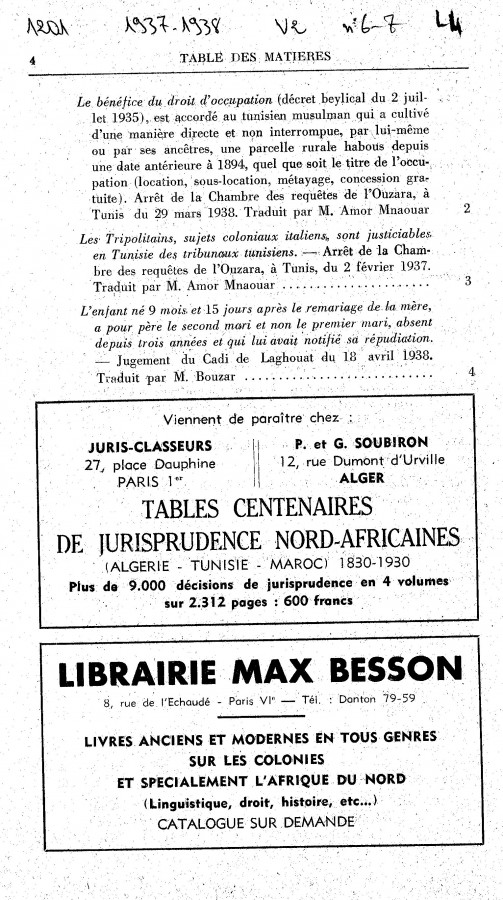 1201 1937-1938 V2 n°6-7 L4
4 TABLE DES MATIERES
Le bénéfice du droit d'occupation (décret beylical du 2 juil-
let 1935), est accordé au tunisien musulman qui a cultivé
d'une manière directe et non interrompue, par lui-même
ou par ses ancêtres, une parcelle rurale habous depuis
une date antérieure à 1894, quel que soit le titre de l'occu-
pation (location, sous-location, métayage, concession gra-
tuite). Arrêt de la Chambre des requêtes de l'Ouzara, à
Tunis du 29 mars 1938. Traduit par M. Amor Mnaouar 2
Les Tripolitains, sujets coloniaux italiens, sont justiciables
en Tunisie des tribunaux tunisiens. — Arrêt de la Cham-
bre des requêtes de l'Ouzara, à Tunis, du 2 février 1937.
Traduit par M. Amor Mnaouar ........................ 3
L'enfant né 9 mois et 15 jours après le remariage de la mère,
a pour père le second mari et non le premier mari, absent
depuis trois années et qui lui avait notifié sa répudiation.
— Jugement du Cadi de Laghouat du 18 avril 1938.
Traduit par M. Bouzar ............................. 4
Viennent de paraître chez :
JURIS-CLASSEURS
27, place Dauphine
PARIS 1er
P. et G. SOUBIRON
12, rue Dumont d'Urville
ALGER
TABLES CENTENAIRES
DE JURISPRUDENCE NORD-AFRICAINES
(ALGERIE - TUNISIE - MAROC) 1830-1930
Plus de 9.000 décisions de jurisprudence en 4 volumes
sur 2.312 pages : 600 francs
LIBRAIRIE MAX BESSON
8, rue de l'Echaudé - Paris VIe — Tél. : Danton 79-59
LIVRES ANCIENS ET MODERNES EN TOUS GENRES
SUR LES COLONIES
ET SPECIALEMENT L'AFRIQUE DU NORD
(Linguistique, droit, histoire, etc...)
CATALOGUE SUR DEMANDE